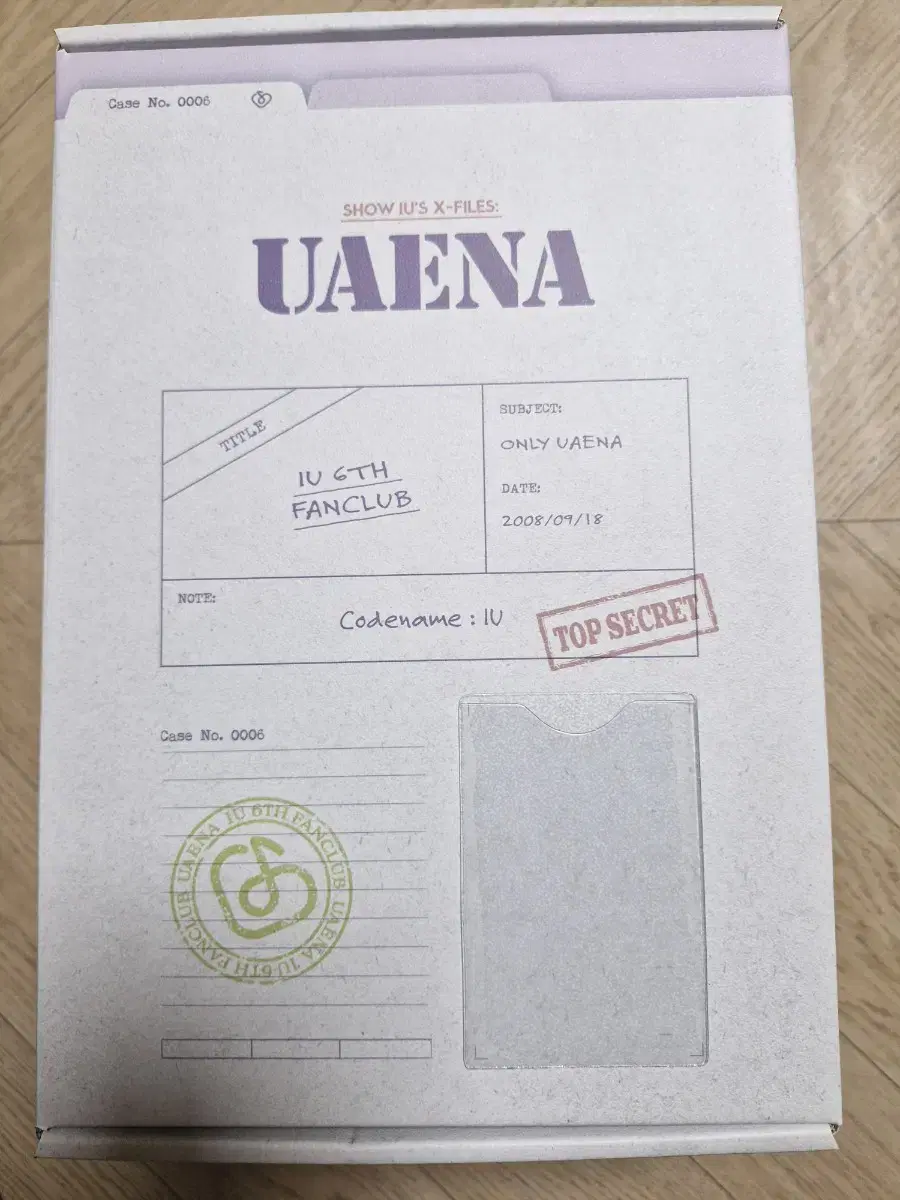 Case No. 0006
SHOW IU'S X-FILES:
UAENA
TITLE
IU 6TH
FANCLUB
SUBJECT:
ONLY UAENA
DATE:
2008/09/18
NOTE:
Codename : IU
TOP SECRET
Case No. 0006
UAENA IU 6TH FANCLUB UAENA IU 6TH FANCLUB